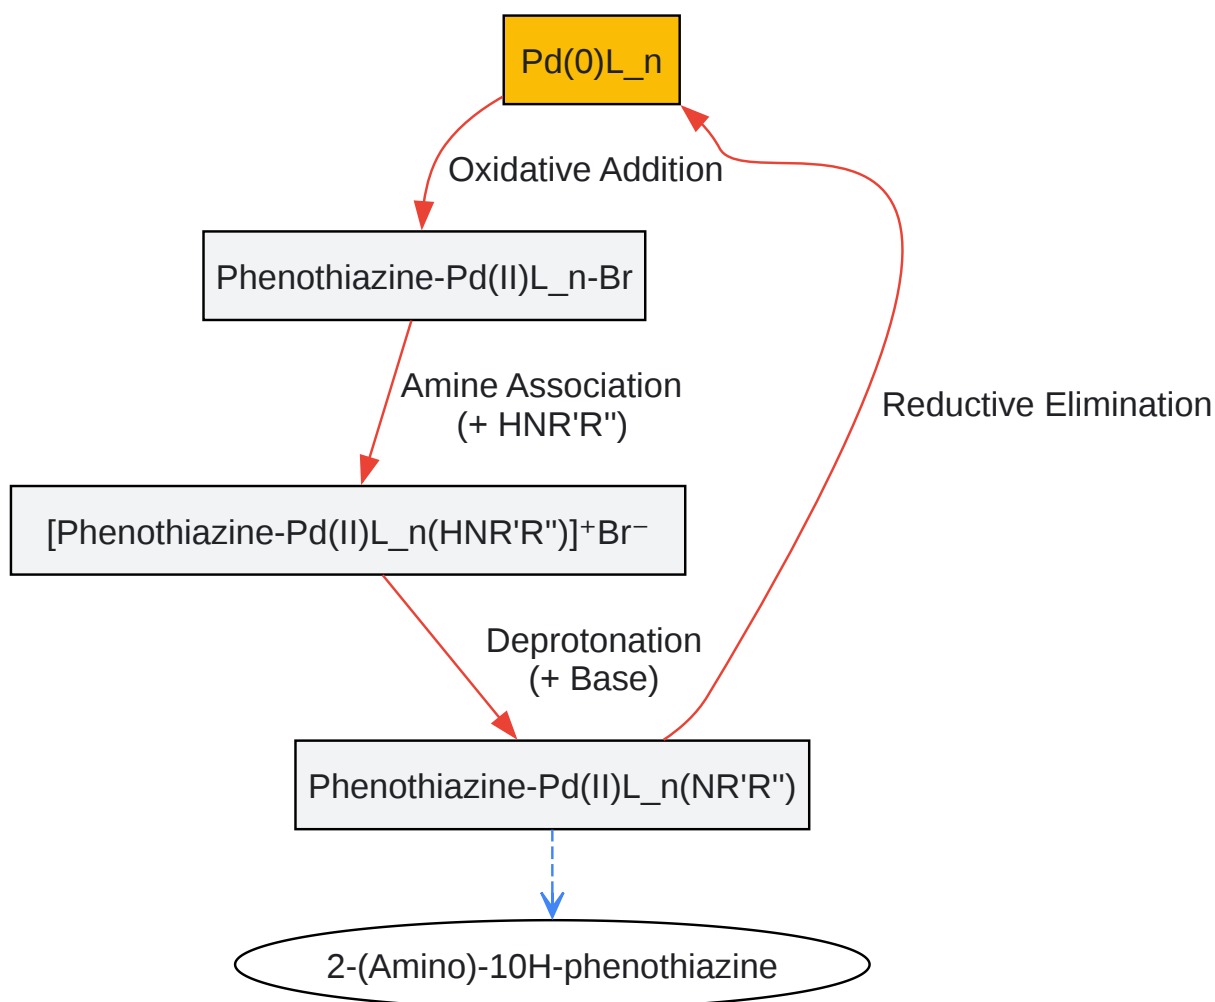 Pd(0)L_n
Oxidative Addition
Phenothiazine-Pd(II)L_n-Br
Amine Association
(+ HNR'R")
Reductive Elimination
[Phenothiazine-Pd(II)L_n(HNR'R")]⁺Br⁻
Deprotonation
(+ Base)
Phenothiazine-Pd(II)L_n(NR'R")
2-(Amino)-10H-phenothiazine